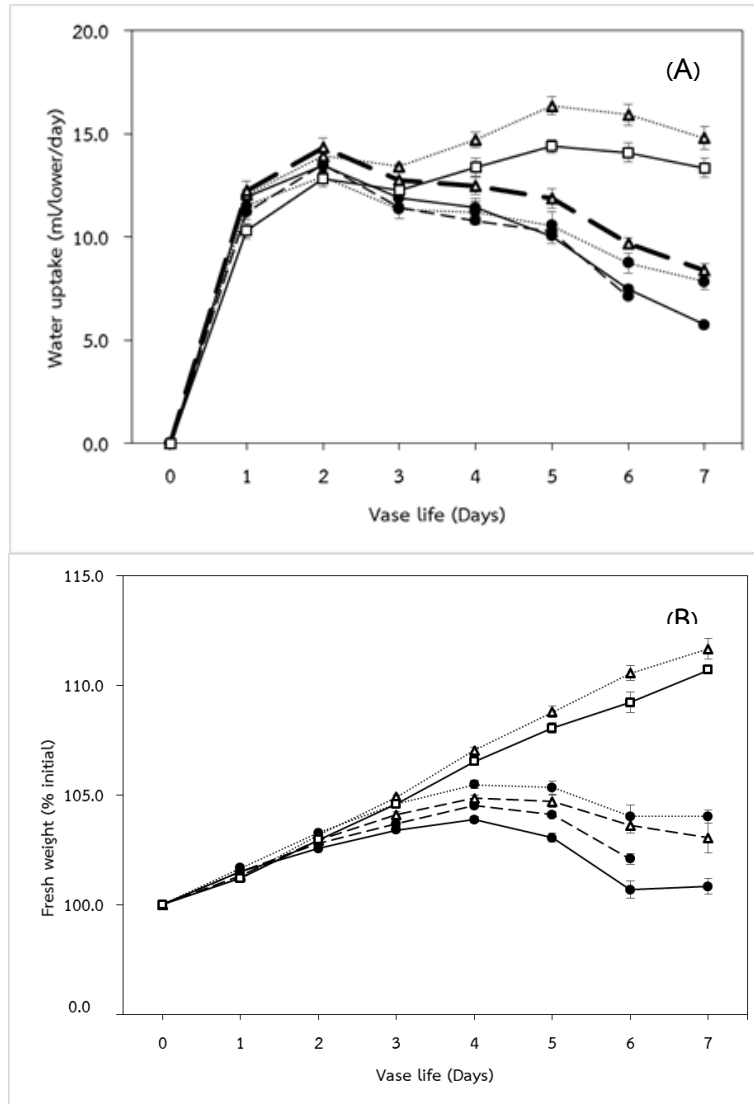 20.0
(A)
15.0
10.0
5.0
0.0
Water uptake (ml/lower/day)
0 1 2 3 4 5 6 7
Vase life (Days)
115.0
(B)
110.0
105.0
100.0
0.0
Fresh weight (% initial)
0 1 2 3 4 5 6 7
Vase life (Days)